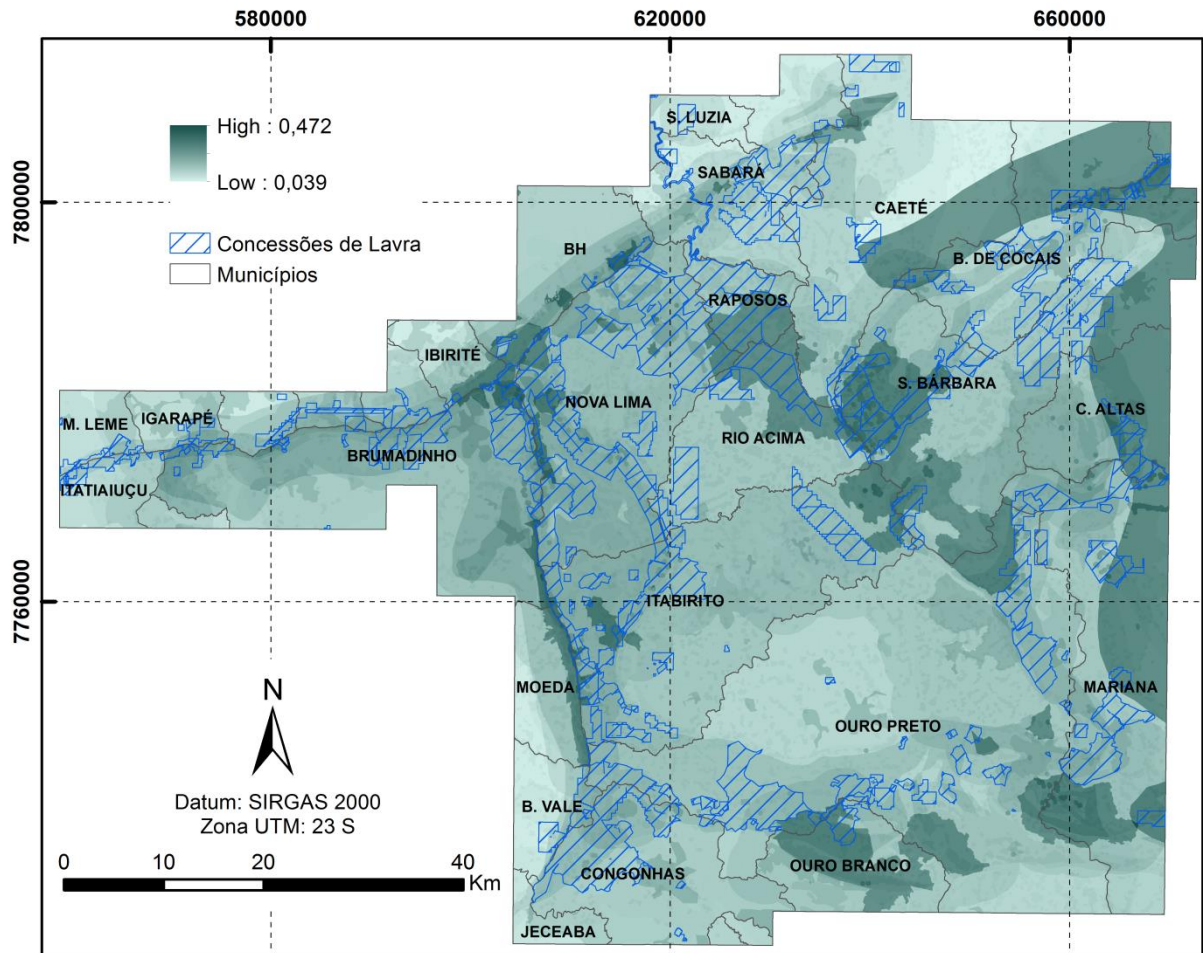 580000
620000
660000
7800000
7760000
High : 0,472
Low : 0,039
Concessões de Lavra
Municípios
S. LUZIA
SABARÁ
CAETÉ
BH
B. DE COCAIS
RAPOSOS
IBIRITÉ
S. BÁRBARA
NOVA LIMA
C. ALTAS
M. LEME
IGARAPÉ
RIO ACIMA
BRUMADINHO
ITATIAIUÇU
ITABIRITO
MOEDA
MARIANA
OURO PRETO
N
Datum: SIRGAS 2000
Zona UTM: 23 S
B. VALE
0 10 20 40
Km
OURO BRANCO
CONGONHAS
JECEABA